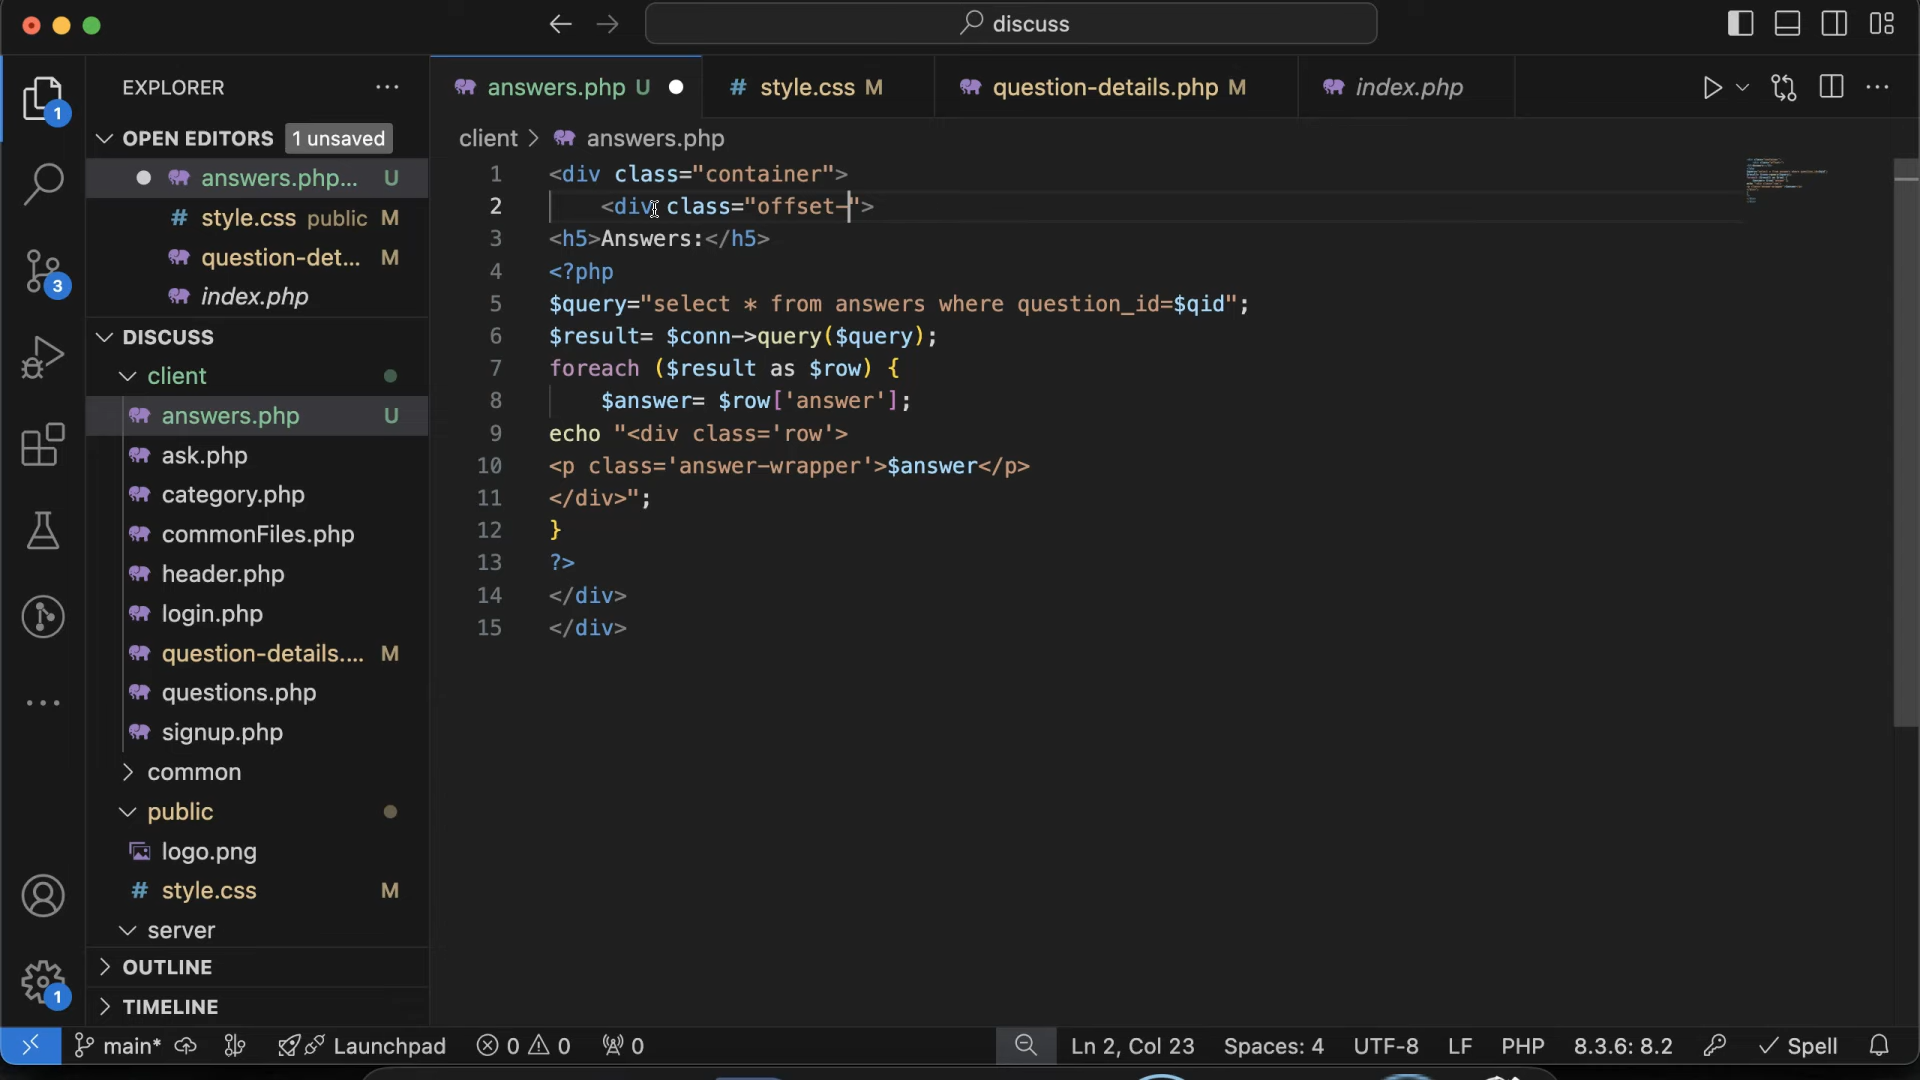 discuss
EXPLORER
answers.php U
style.css M
question-details.php M
index.php
OPEN EDITORS 1 unsaved
client > answers.php
answers.php... U
style.css public M
question-det... M
index.php
DISCUSS
client
answers.php U
ask.php
category.php
commonFiles.php
header.php
login.php
question-details.... M
questions.php
signup.php
common
public
logo.png
style.css M
server
OUTLINE
TIMELINE
1
3
1
1 <div class="container">
2 <div class="offset-">
3 <h5>Answers:</h5>
4 <?php
5 $query="select * from answers where question_id=$qid";
6 $result= $conn->query($query);
7 foreach ($result as $row) {
8 $answer= $row['answer'];
9 echo "<div class='row'>
10 <p class='answer-wrapper'>$answer</p>
11 </div>";
12 }
13 ?>
14 </div>
15 </div>
main* Launchpad 0 0 0 Ln 2, Col 23 Spaces: 4 UTF-8 LF PHP 8.3.6: 8.2 Spell